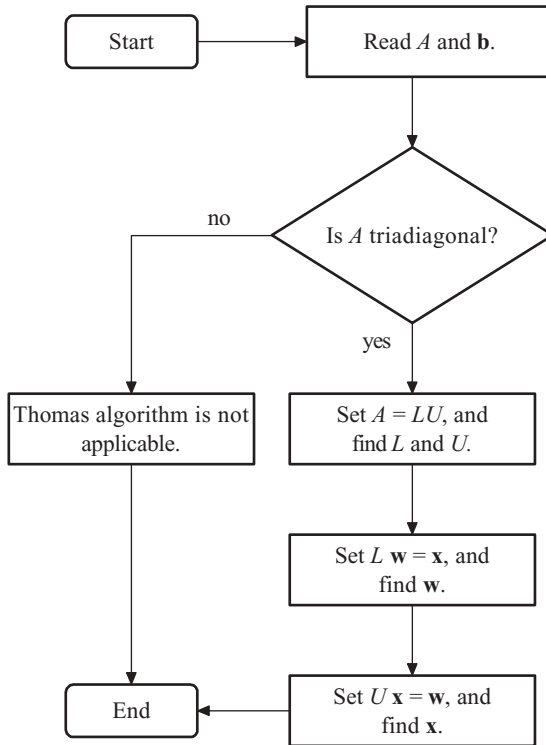 Start
Read A and b.
Is A triadiagonal?
no
yes
Thomas algorithm is not
applicable.
Set A = LU, and
find L and U.
Set L w = x, and
find w.
Set U x = w, and
find x.
End